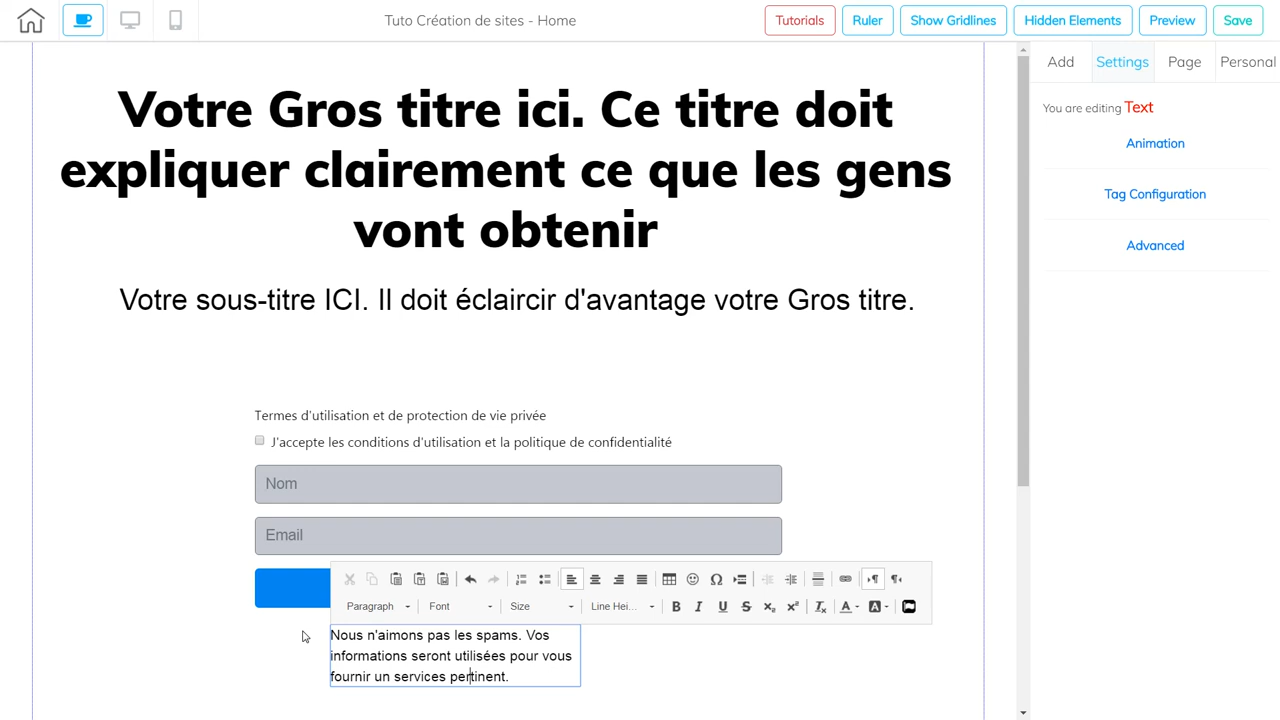 Tuto Création de sites - Home
Tutorials
Ruler
Show Gridlines
Hidden Elements
Preview
Save
Add
Settings
Page
Personal
You are editing Text
Animation
Tag Configuration
Advanced
Votre Gros titre ici. Ce titre doit
expliquer clairement ce que les gens
vont obtenir
Votre sous-titre ICI. Il doit éclaircir d'avantage votre Gros titre.
Termes d'utilisation et de protection de vie privée
J'accepte les conditions d'utilisation et la politique de confidentialité
Nom
Email
Paragraph
Font
Size
Line Hei...
Nous n'aimons pas les spams. Vos
informations seront utilisées pour vous
fournir un services pertinent.